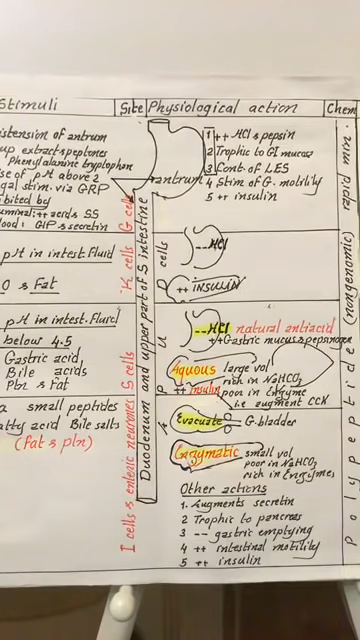 Stimuli
istension of antrum
up extracts peptones
Phenylalanine tryptophan
se of pH above 2
gal stim. via GRP
bited by
uminal: ++ acid & SS
lood: GIP & secretin
pH in intest. Fluid
O & Fat
pH in intest. Fluid
below 4.5
Gastric acid,
Bile acids
Ptn & Fat
small peptides
atty acid Bile salts
(fat & ptn)
Site
G cells
K cells
S cells
I cells & enteric neurones
Duodenum and upper part of S intestine
Physiological action
antrum
1 ++ HCl & pepsin
2 Trophic to GI mucosa
3 Cont. of LES
4 Stim of G. motility
5 ++ insulin
cells
--HCl
++ INSULIN
--HCl natural antiacid
++ Gastric mucus & pepsinogen
Aquous large vol
rich in NaHCO3
++ Insulin poor in Enzyme
i.e augment CCK
Evacuate G-bladder
Enzymatic small vol
poor in NaHCO3
rich in Enzymes
Other actions
1. Augments secretin
2 Trophic to pancreas
3 -- gastric emptying
4 ++ intestinal motility
5 ++ insulin
Chem
polypeptide